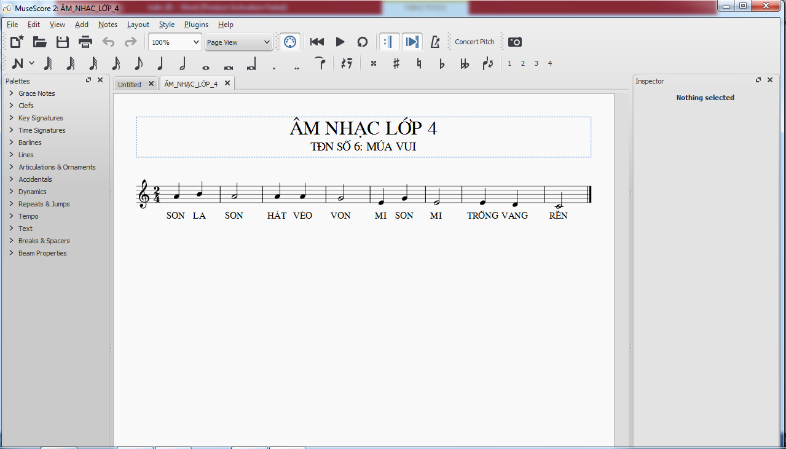 MuseScore 2: ÂM_NHẠC_LỚP_4
File Edit View Add Notes Layout Style Plugins Help
100% Page View Concert Pitch
1 2 3 4
Palettes
Untitled ÂM_NHẠC_LỚP_4
Inspector
Grace Notes
Clefs
Key Signatures
Time Signatures
Barlines
Lines
Articulations & Ornaments
Accidentals
Dynamics
Repeats & Jumps
Tempo
Text
Breaks & Spacers
Beam Properties
ÂM NHẠC LỚP 4
TĐN SỐ 6: MÚA VUI
2
4
SON LA SON HÁT VÉO VON MI SON MI TRỐNG VANG RỀN
Nothing selected